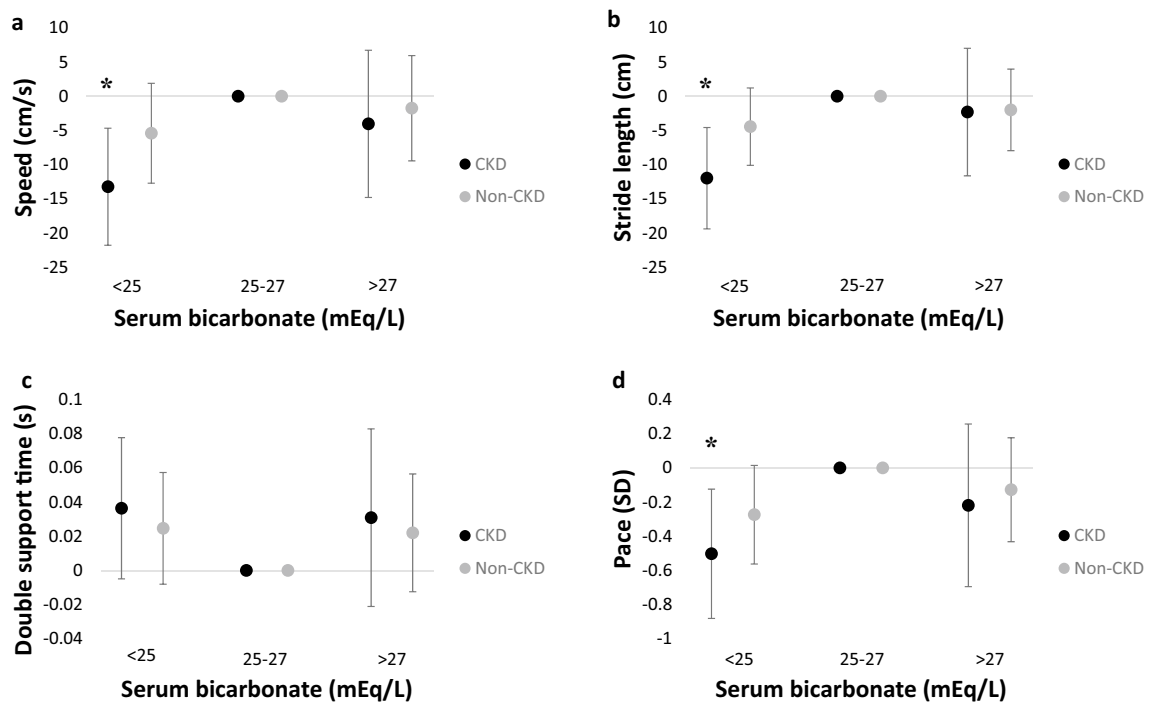 a
Speed (cm/s)
10
5
0
-5
-10
-15
-20
-25
*
<25
25-27
>27
Serum bicarbonate (mEq/L)
CKD
Non-CKD
b
Stride length (cm)
10
5
0
-5
-10
-15
-20
-25
*
<25
25-27
>27
Serum bicarbonate (mEq/L)
CKD
Non-CKD
c
Double support time (s)
0.1
0.08
0.06
0.04
0.02
0
-0.02
-0.04
<25
25-27
>27
Serum bicarbonate (mEq/L)
CKD
Non-CKD
d
Pace (SD)
0.4
0.2
0
-0.2
-0.4
-0.6
-0.8
-1
*
<25
25-27
>27
Serum bicarbonate (mEq/L)
CKD
Non-CKD